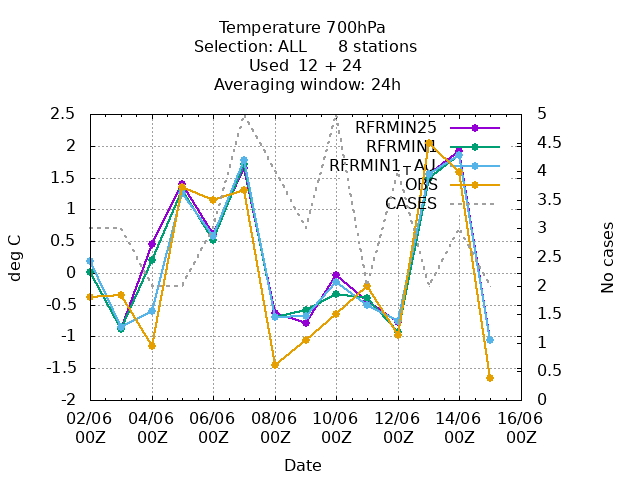 Temperature 700hPa
Selection: ALL 8 stations
Used 12 + 24
Averaging window: 24h
RFRMIN25
RFRMIN1
RFRMIN1_AJ
OBS
CASES
2.5
2
1.5
1
0.5
0
-0.5
-1
-1.5
-2
deg C
5
4.5
4
3.5
3
2.5
2
1.5
1
0.5
0
No cases
02/06 04/06 06/06 08/06 10/06 12/06 14/06 16/06
00Z 00Z 00Z 00Z 00Z 00Z 00Z 00Z
Date